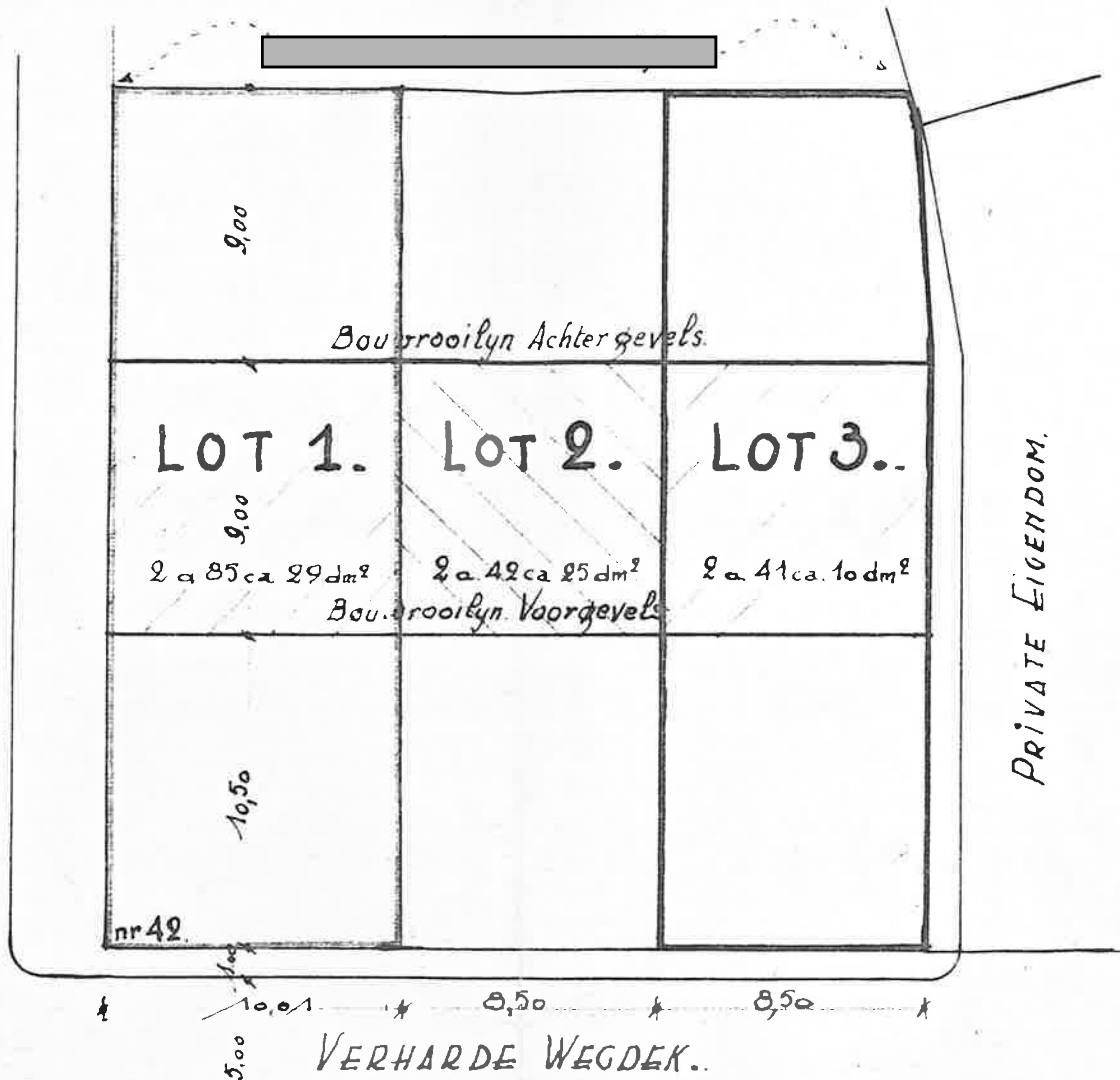 9,00
Bouwrooilyn Achtergevels.
LOT 1. LOT 2. LOT 3..
9,00
2 a 85 ca 29 dm² 2 a 42 ca 25 dm² 2 a 41 ca. 10 dm²
Bouwrooilyn Voorgevels
10,50
nr 42.
1.00
10,01 8,50 8,50
5.00
VERHARDE WEGDEK..
PRIVATE EIGENDOM.